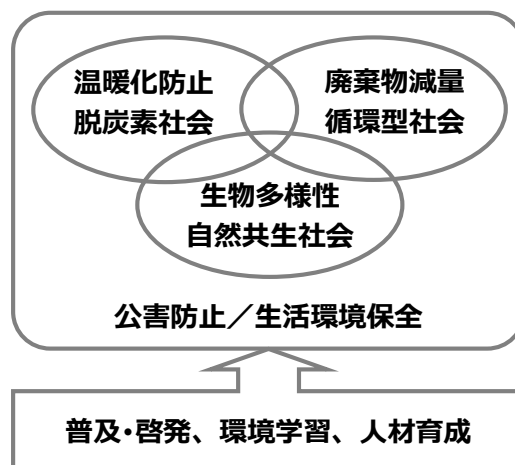 温暖化防止
脱炭素社会
廃棄物減量
循環型社会
生物多様性
自然共生社会
公害防止／生活環境保全
普及・啓発、環境学習、人材育成